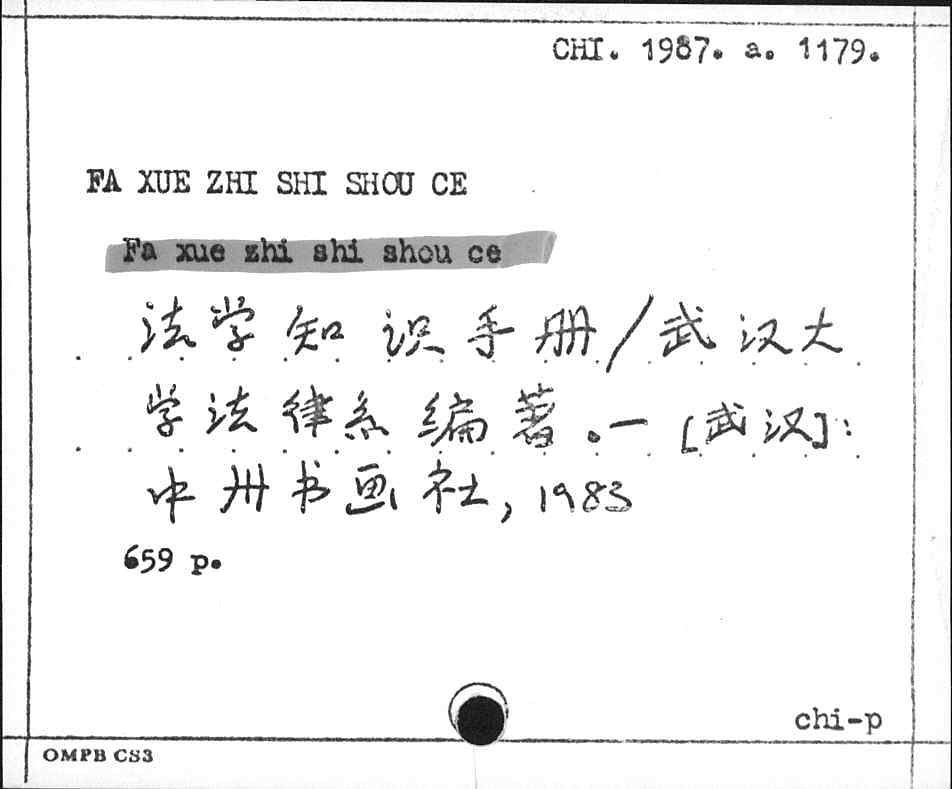 CHI. 1987. a. 1179.
FA XUE ZHI SHI SHOU CE
Fa xue zhi shi shou ce
法学知识手册/武汉大
学法律系编著.—[武汉]:
中州书画社, 1983
659 p.
chi-p
OMPB CS3